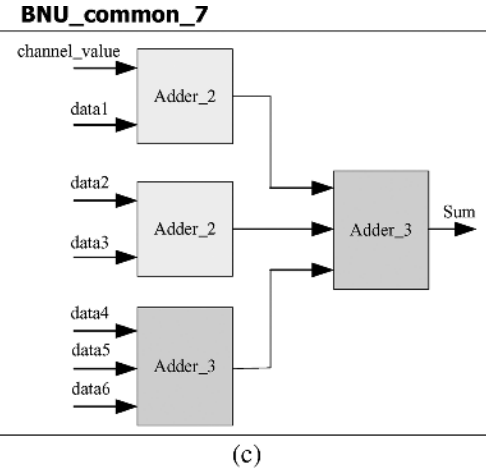 BNU_common_7
channel_value
Adder_2
data1
data2
Adder_2
data3
Adder_3
Sum
data4
data5
Adder_3
data6
(c)